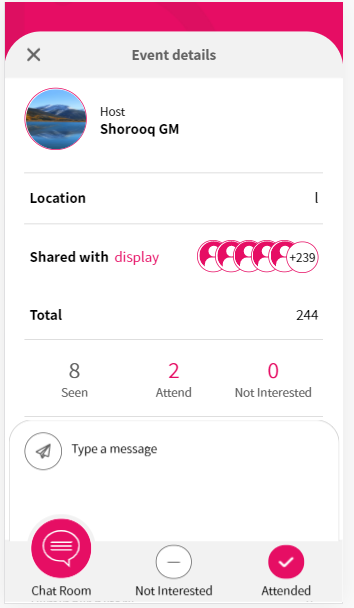 Event details
Host
Shorooq GM
Location l
Shared with display +239
Total 244
8 2 0
Seen Attend Not Interested
Type a message
Chat Room Not Interested Attended